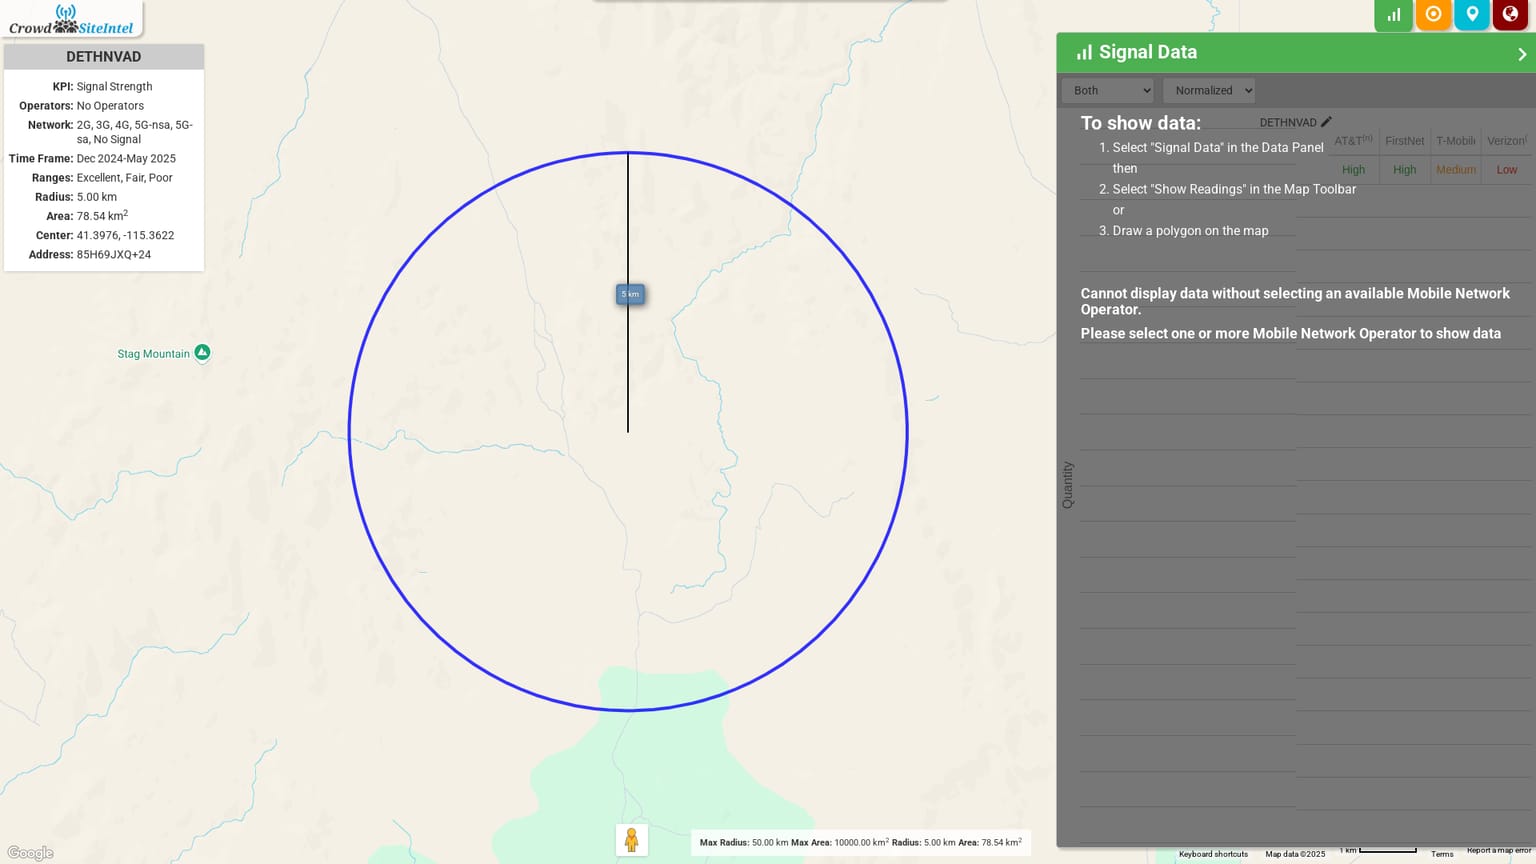 CrowdSiteIntel
DETHNVAD
KPI: Signal Strength
Operators: No Operators
Network: 2G, 3G, 4G, 5G-nsa, 5G-
sa, No Signal
Time Frame: Dec 2024-May 2025
Ranges: Excellent, Fair, Poor
Radius: 5.00 km
Area: 78.54 km2
Center: 41.3976, -115.3622
Address: 85H69JXQ+24
Stag Mountain
5 km
Signal Data
Both
Normalized
To show data:
DETHNVAD
AT&T(n) FirstNet T-Mobile Verizon(
High High Medium Low
1. Select "Signal Data" in the Data Panel
then
2. Select "Show Readings" in the Map Toolbar
or
3. Draw a polygon on the map
Cannot display data without selecting an available Mobile Network
Operator.
Please select one or more Mobile Network Operator to show data
Quantity
Max Radius: 50.00 km Max Area: 10000.00 km2 Radius: 5.00 km Area: 78.54 km2
Google
Keyboard shortcuts
Map data ©2025
1 km
Terms
Report a map error